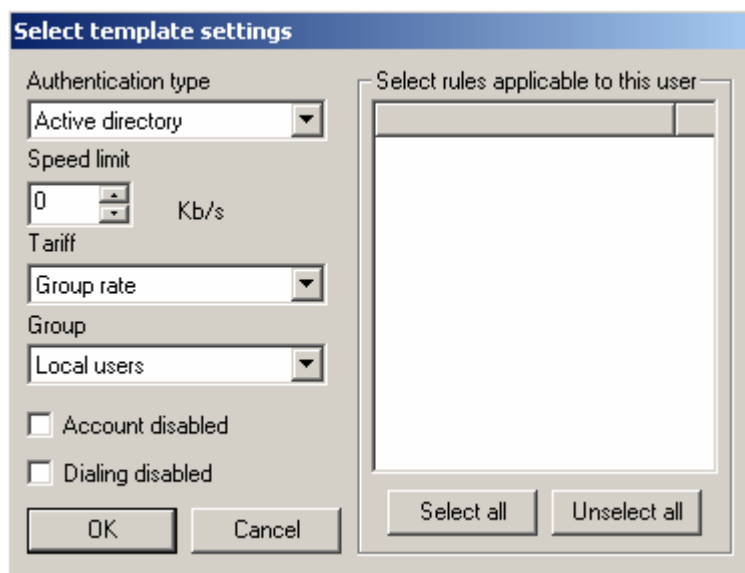 Select template settings
Authentication type
Active directory
Speed limit
0
Kb/s
Tariff
Group rate
Group
Local users
Account disabled
Dialing disabled
OK
Cancel
Select rules applicable to this user
Select all
Unselect all